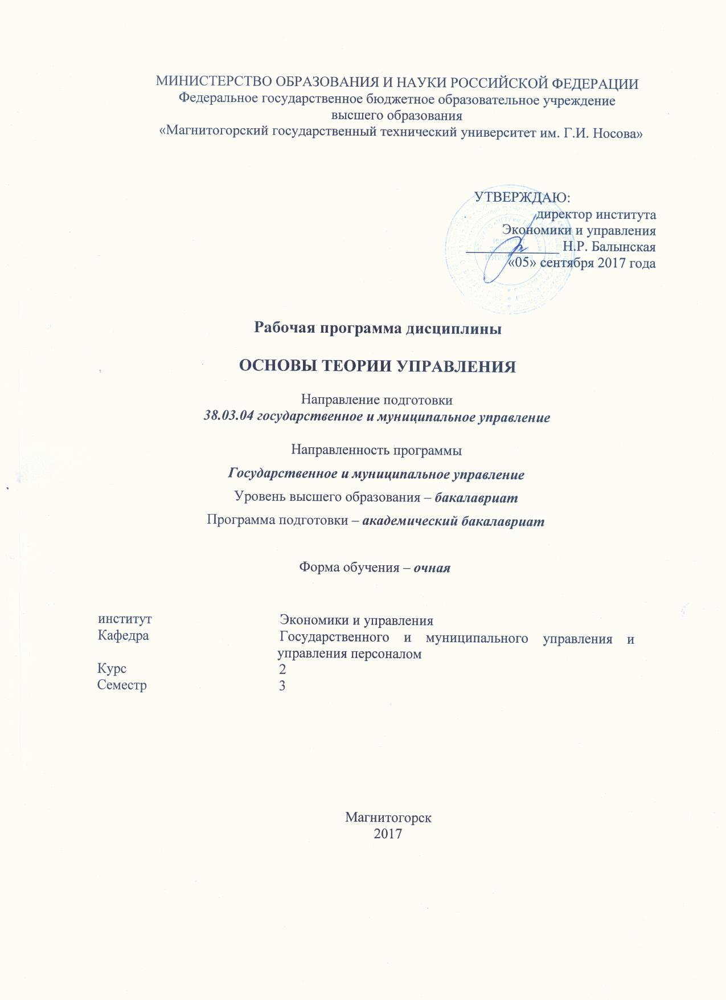 МИНИСТЕРСТВО ОБРАЗОВАНИЯ И НАУКИ РОССИЙСКОЙ ФЕДЕРАЦИИ
Федеральное государственное бюджетное образовательное учреждение
высшего образования
«Магнитогорский государственный технический университет им. Г.И. Носова»
УТВЕРЖДАЮ:
директор института
Экономики и управления
Н.Р. Балынская
«05» сентября 2017 года
ИНСТИТУТ
ЭКОНОМИКИ
И УПРАВЛЕНИЯ
Рабочая программа дисциплины
ОСНОВЫ ТЕОРИИ УПРАВЛЕНИЯ
Направление подготовки
38.03.04 государственное и муниципальное управление
Направленность программы
Государственное и муниципальное управление
Уровень высшего образования – бакалавриат
Программа подготовки – академический бакалавриат
Форма обучения – очная
институт Экономики и управления
Кафедра Государственного и муниципального управления и
управления персоналом
Курс 2
Семестр 3
Магнитогорск
2017